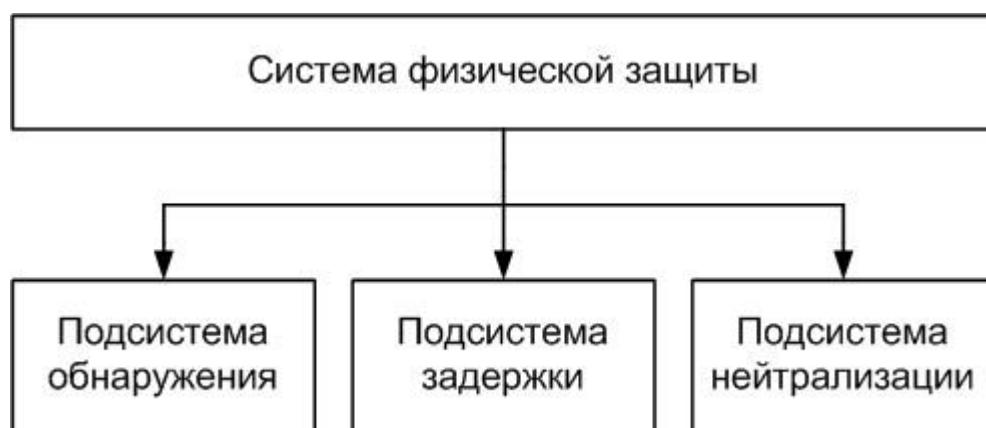 Система физической защиты
Подсистема
обнаружения
Подсистема
задержки
Подсистема
нейтрализации